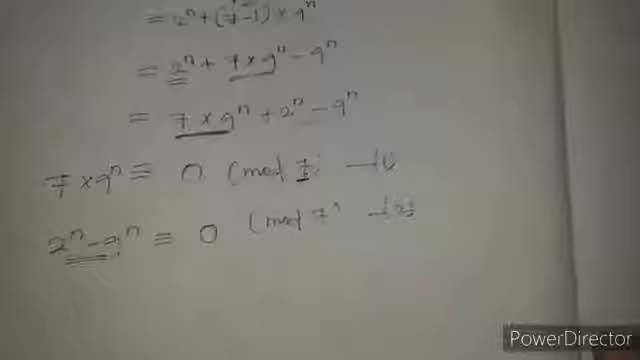 = 2ⁿ + (7-1) × 9ⁿ
= 2ⁿ + 7 × 9ⁿ - 9ⁿ
= 7 × 9ⁿ + 2ⁿ - 9ⁿ
7 × 9ⁿ ≡ 0 (mod 7)
2ⁿ - 9ⁿ ≡ 0 (mod 7)
PowerDirector